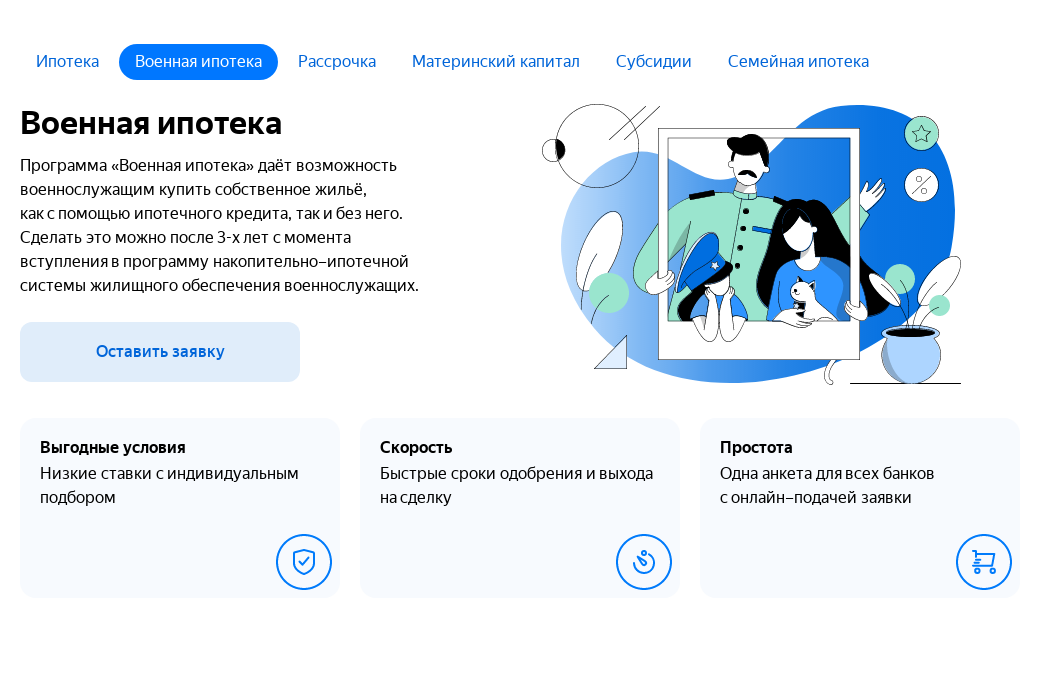 Ипотека
Военная ипотека
Рассрочка
Материнский капитал
Субсидии
Семейная ипотека
Военная ипотека
Программа «Военная ипотека» даёт возможность
военнослужащим купить собственное жильё,
как с помощью ипотечного кредита, так и без него.
Сделать это можно после 3-х лет с момента
вступления в программу накопительно–ипотечной
системы жилищного обеспечения военнослужащих.
Оставить заявку
Выгодные условия
Низкие ставки с индивидуальным
подбором
Скорость
Быстрые сроки одобрения и выхода
на сделку
Простота
Одна анкета для всех банков
с онлайн–подачей заявки